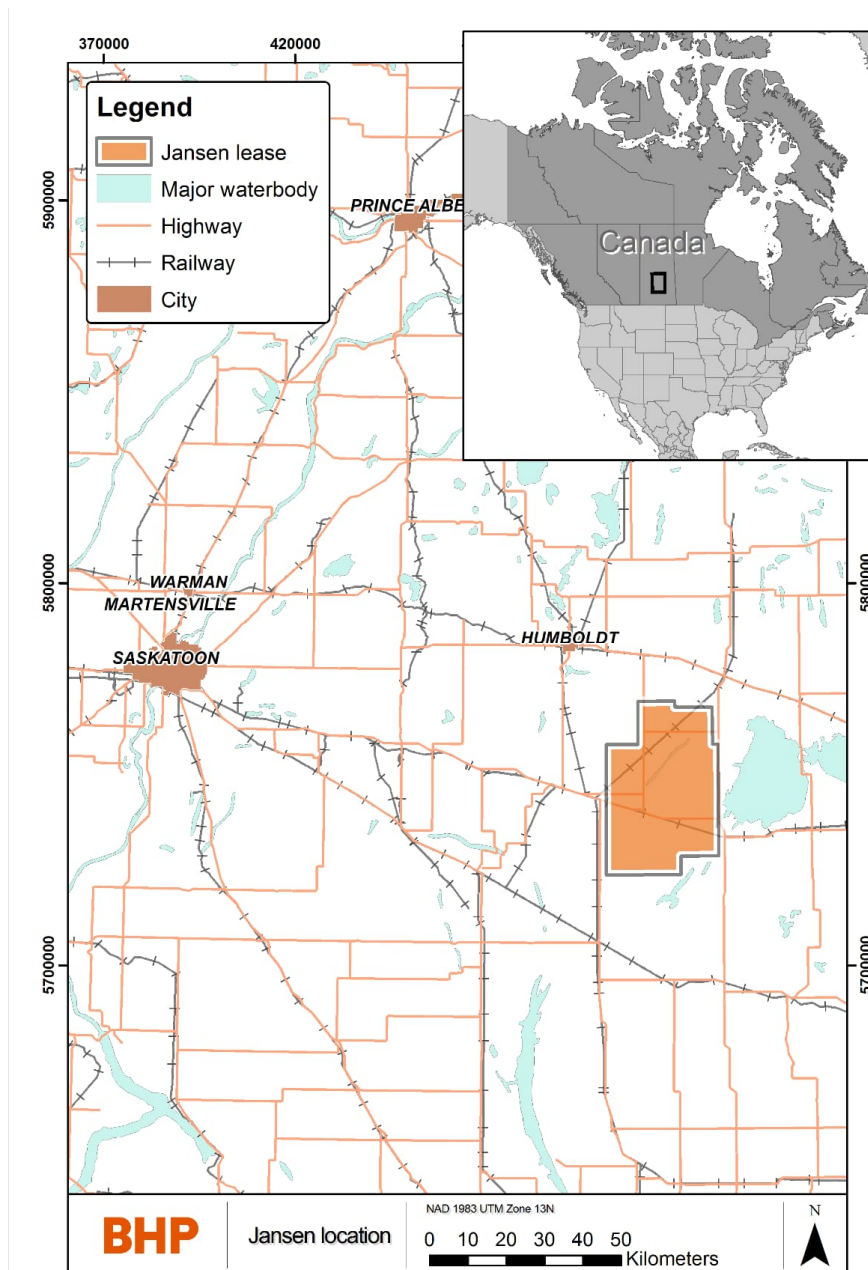 370000
420000
Legend
Jansen lease
Major waterbody
Highway
Railway
City
Canada
5900000
PRINCE ALBE
5800000
5800000
WARMAN
MARTENSVILLE
SASKATOON
HUMBOLDT
5700000
5700000
BHP
Jansen location
NAD 1983 UTM Zone 13N
0 10 20 30 40 50
Kilometers
N